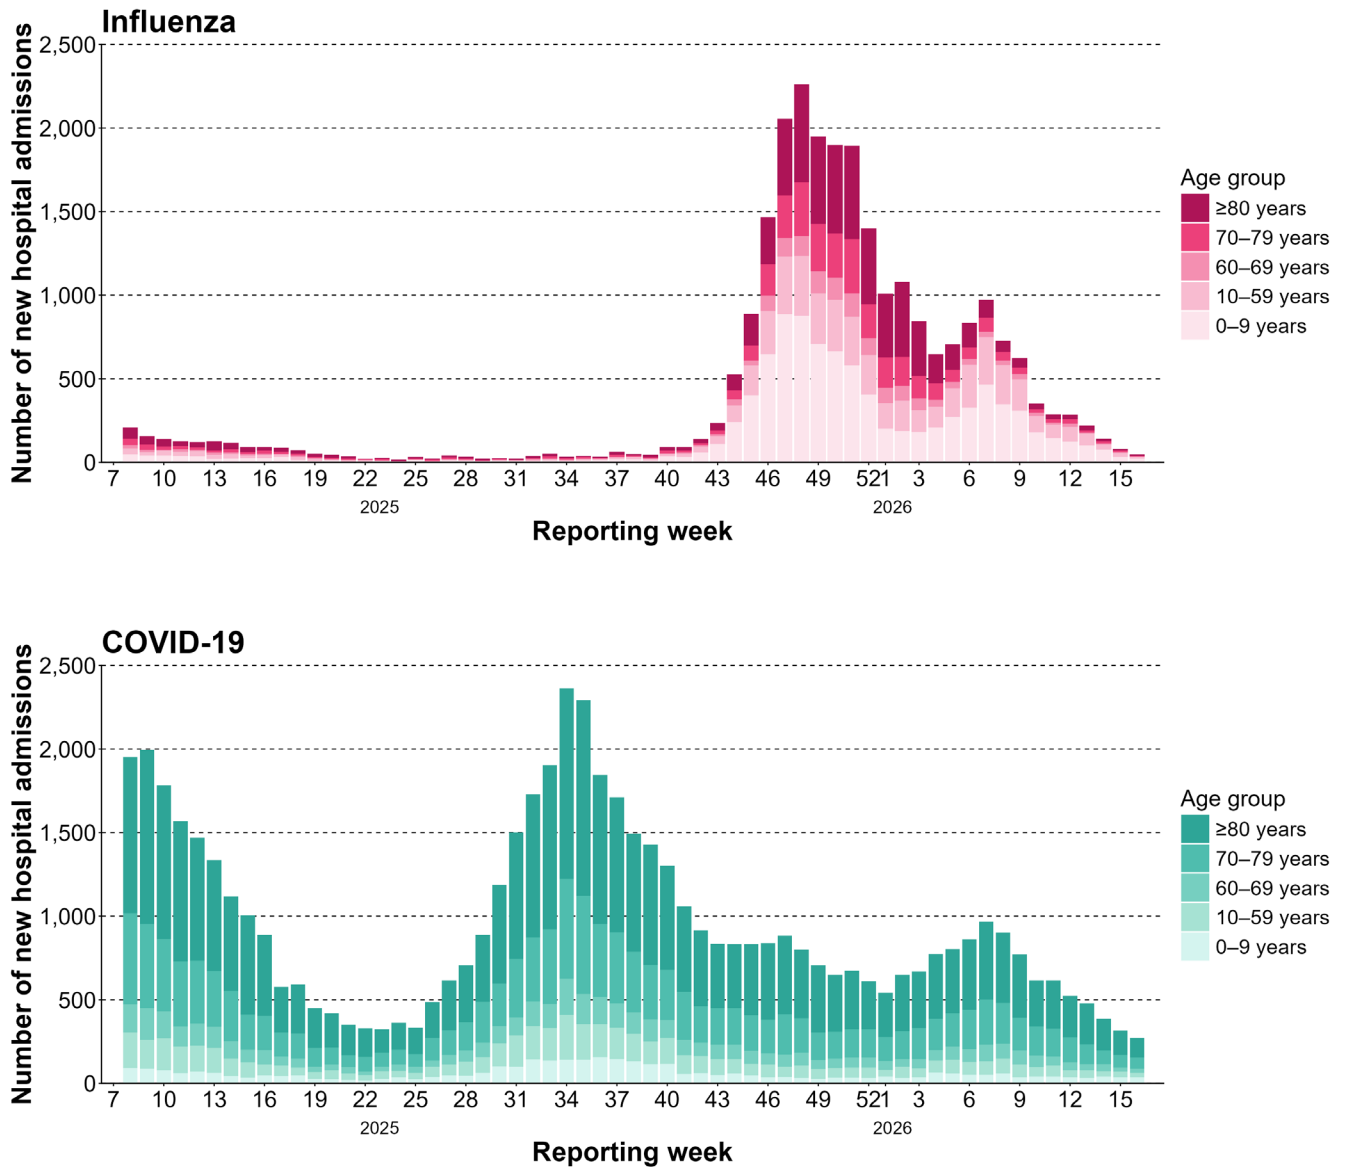 Influenza
Number of new hospital admissions
2,500
2,000
1,500
1,000
500
0
7 10 13 16 19 22 25 28 31 34 37 40 43 46 49 52 1 3 6 9 12 15
2025 2026
Reporting week
Age group
≥80 years
70–79 years
60–69 years
10–59 years
0–9 years
COVID-19
Number of new hospital admissions
2,500
2,000
1,500
1,000
500
0
7 10 13 16 19 22 25 28 31 34 37 40 43 46 49 52 1 3 6 9 12 15
2025 2026
Reporting week
Age group
≥80 years
70–79 years
60–69 years
10–59 years
0–9 years